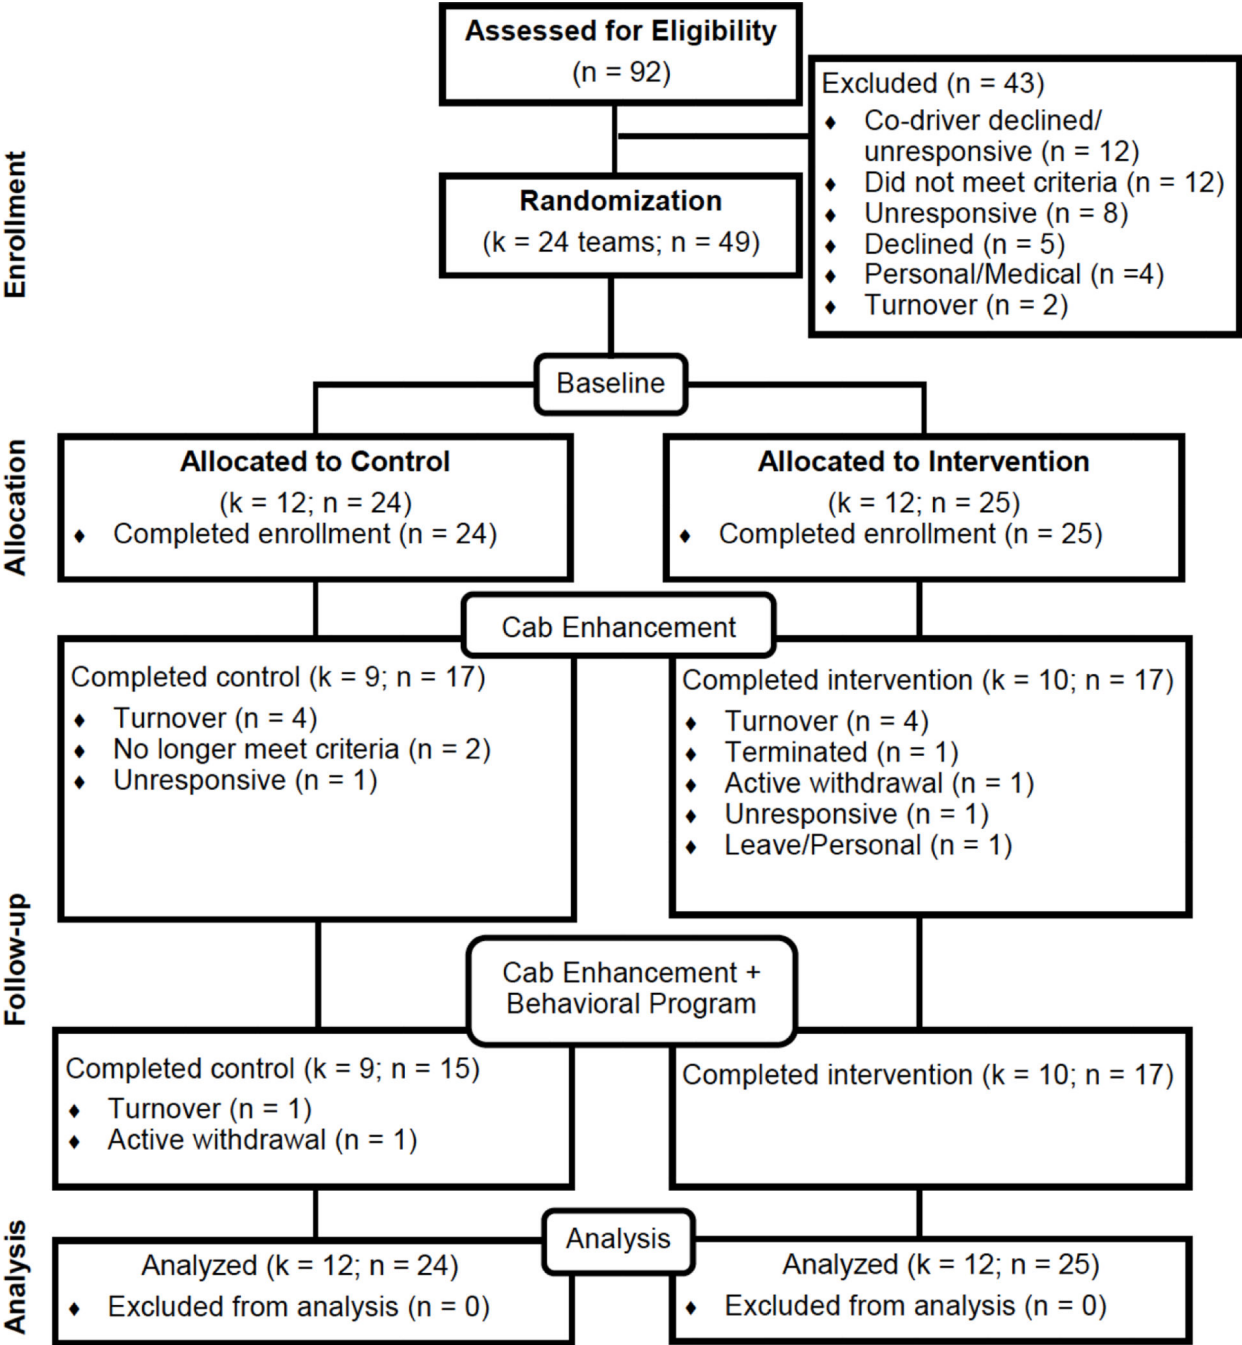 Assessed for Eligibility
(n = 92)
Excluded (n = 43)
♦ Co-driver declined/
unresponsive (n = 12)
♦ Did not meet criteria (n = 12)
♦ Unresponsive (n = 8)
♦ Declined (n = 5)
♦ Personal/Medical (n =4)
♦ Turnover (n = 2)
Enrollment
Randomization
(k = 24 teams; n = 49)
Baseline
Allocation
Allocated to Control
(k = 12; n = 24)
♦ Completed enrollment (n = 24)
Allocated to Intervention
(k = 12; n = 25)
♦ Completed enrollment (n = 25)
Cab Enhancement
Follow-up
Completed control (k = 9; n = 17)
♦ Turnover (n = 4)
♦ No longer meet criteria (n = 2)
♦ Unresponsive (n = 1)
Completed intervention (k = 10; n = 17)
♦ Turnover (n = 4)
♦ Terminated (n = 1)
♦ Active withdrawal (n = 1)
♦ Unresponsive (n = 1)
♦ Leave/Personal (n = 1)
Cab Enhancement +
Behavioral Program
Completed control (k = 9; n = 15)
♦ Turnover (n = 1)
♦ Active withdrawal (n = 1)
Completed intervention (k = 10; n = 17)
Analysis
Analysis
Analyzed (k = 12; n = 24)
♦ Excluded from analysis (n = 0)
Analyzed (k = 12; n = 25)
♦ Excluded from analysis (n = 0)